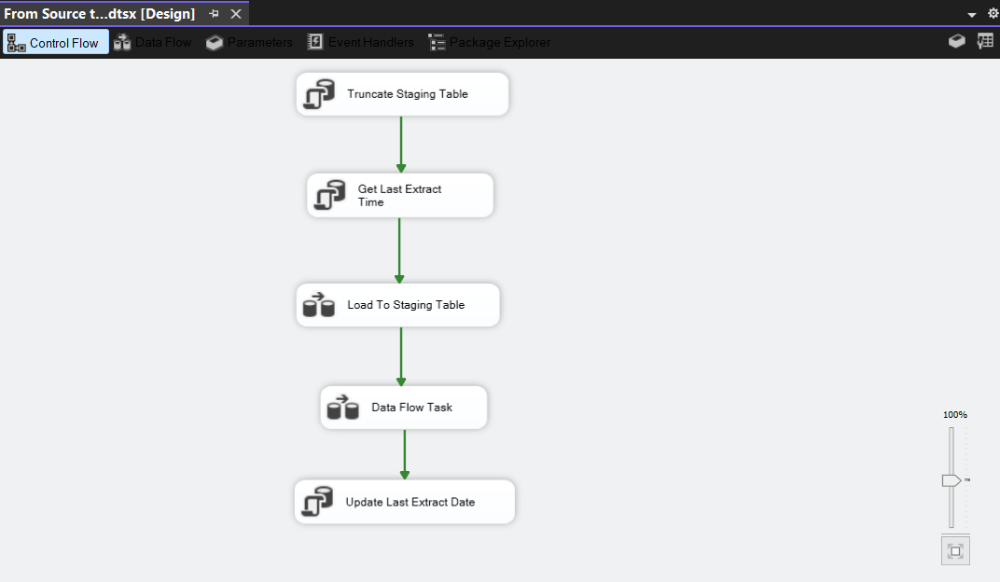 From Source t...dtsx [Design]
Control Flow
Data Flow
Parameters
Event Handlers
Package Explorer
Truncate Staging Table
Get Last Extract
Time
Load To Staging Table
Data Flow Task
100%
Update Last Extract Date